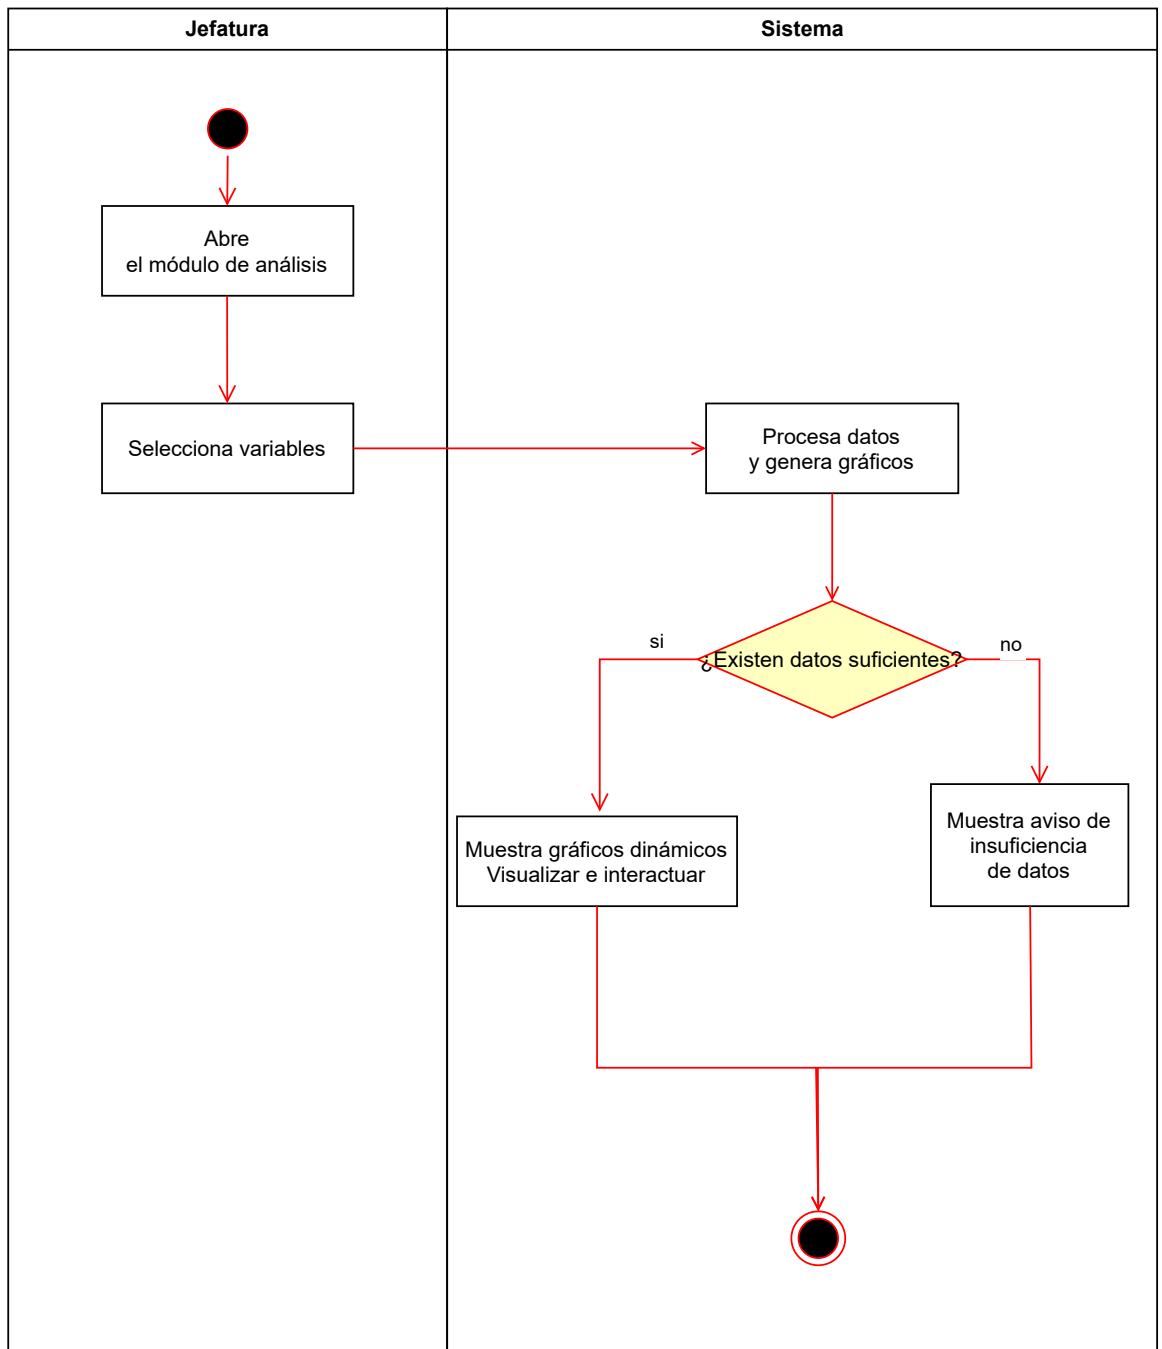 Jefatura
Sistema
Abre
el módulo de análisis
Selecciona variables
Procesa datos
y genera gráficos
si
¿Existen datos suficientes?
no
Muestra gráficos dinámicos
Visualizar e interactuar
Muestra aviso de
insuficiencia
de datos